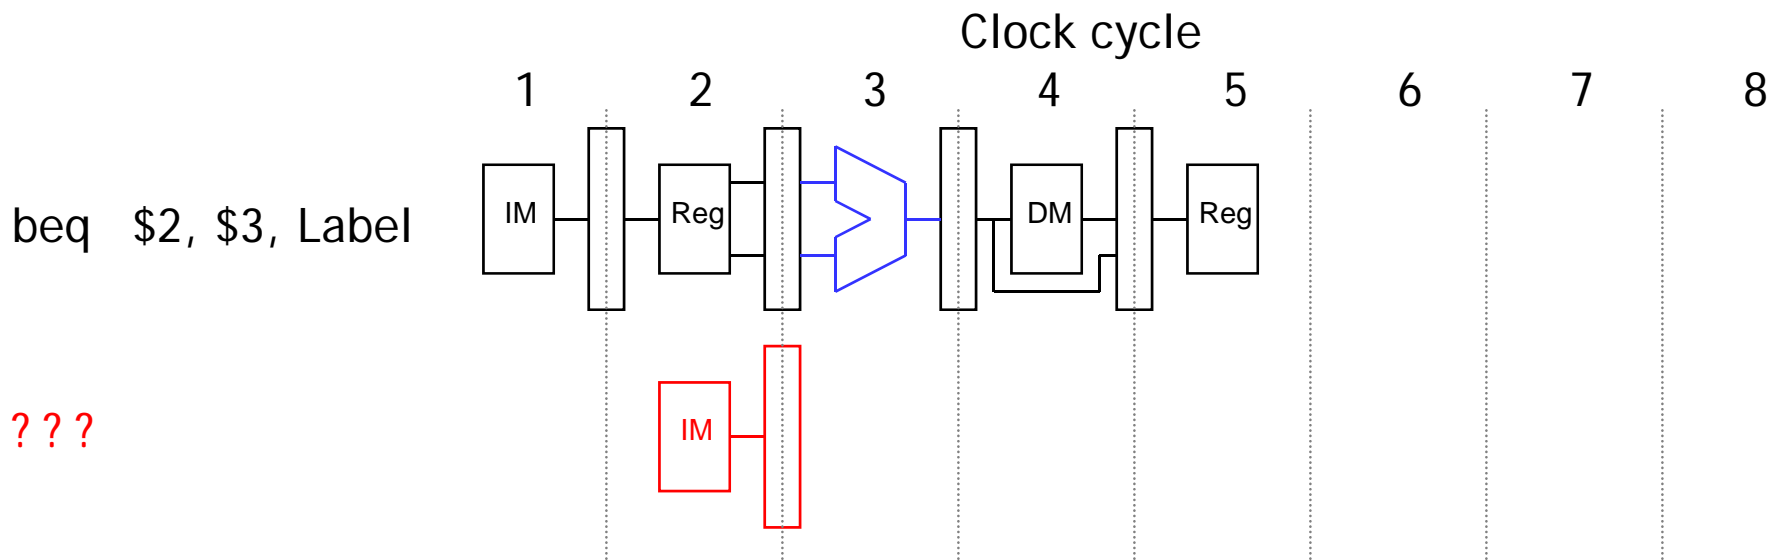 Clock cycle
1 2 3 4 5 6 7 8
beq $2, $3, Label IM Reg DM Reg
? ? ? IM